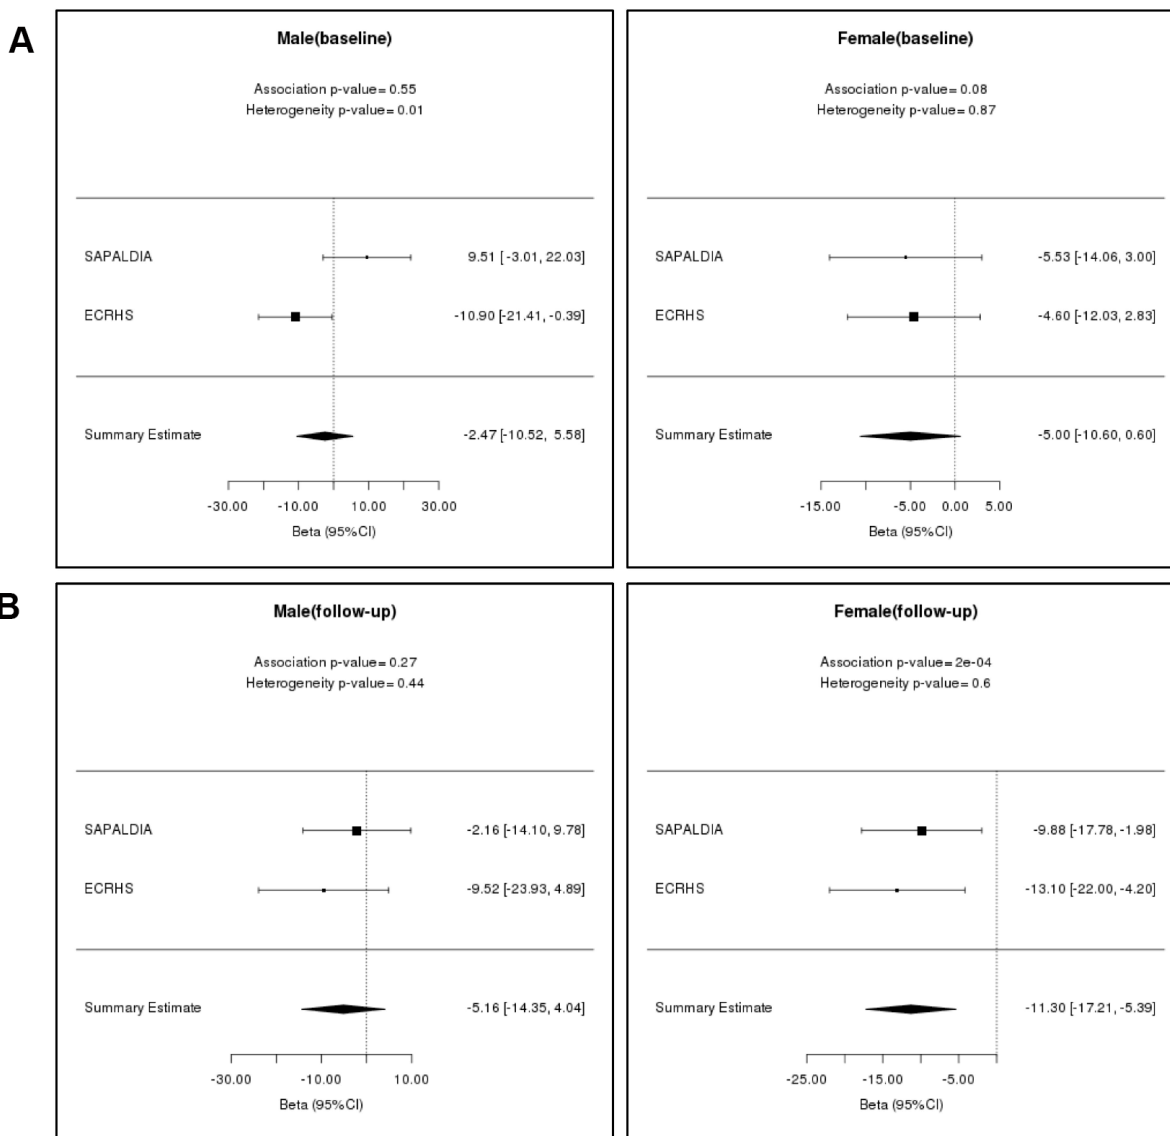 A
Male(baseline)
Association p-value= 0.55
Heterogeneity p-value= 0.01
SAPALDIA 9.51 [ -3.01, 22.03]
ECRHS -10.90 [-21.41, -0.39]
Summary Estimate -2.47 [-10.52, 5.58]
-30.00 -10.00 10.00 30.00
Beta (95%CI)
Female(baseline)
Association p-value= 0.08
Heterogeneity p-value= 0.87
SAPALDIA -5.53 [-14.06, 3.00]
ECRHS -4.60 [-12.03, 2.83]
Summary Estimate -5.00 [-10.60, 0.60]
-15.00 -5.00 0.00 5.00
Beta (95%CI)
B
Male(follow-up)
Association p-value= 0.27
Heterogeneity p-value= 0.44
SAPALDIA -2.16 [-14.10, 9.78]
ECRHS -9.52 [-23.93, 4.89]
Summary Estimate -5.16 [-14.35, 4.04]
-30.00 -10.00 10.00
Beta (95%CI)
Female(follow-up)
Association p-value= 2e-04
Heterogeneity p-value= 0.6
SAPALDIA -9.88 [-17.78, -1.98]
ECRHS -13.10 [-22.00, -4.20]
Summary Estimate -11.30 [-17.21, -5.39]
-25.00 -15.00 -5.00
Beta (95%CI)